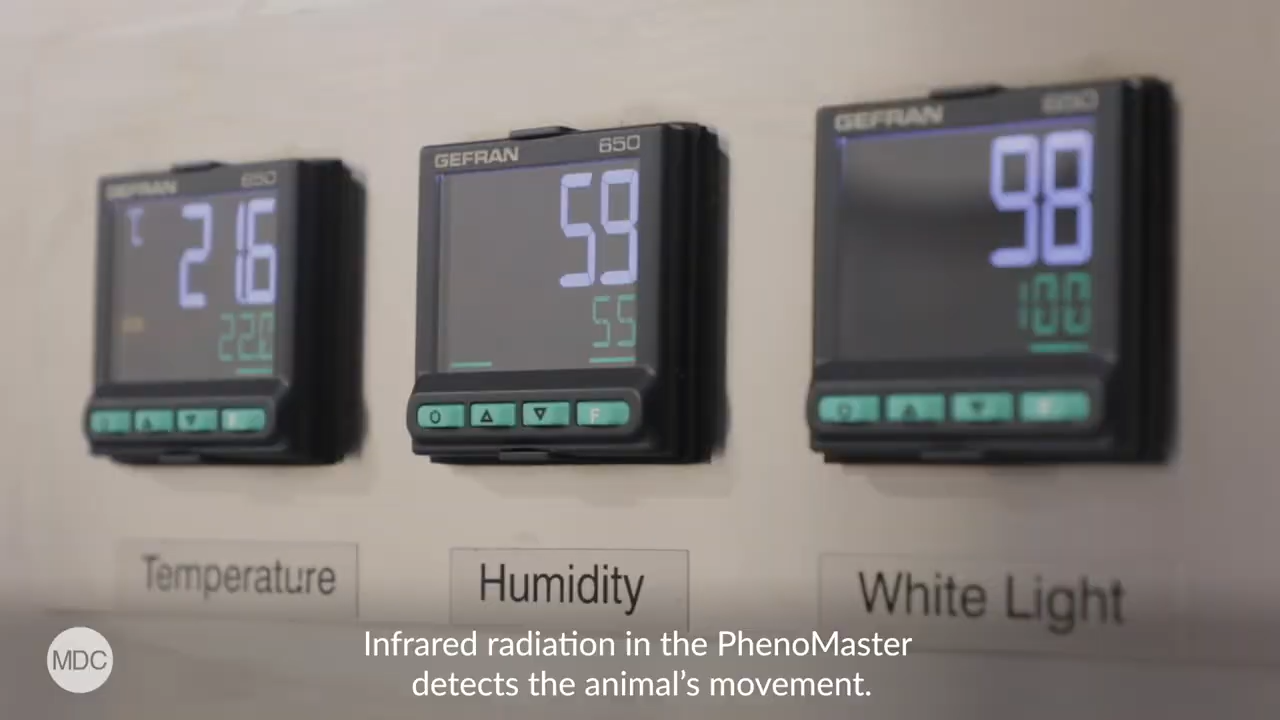 GEFRAN 650
°C 21.6
22.0
O ▲ ▼ F
GEFRAN 650
59
55
O △ ▽ F
GEFRAN 650
98
100
O ▲ ▼ F
Temperature
Humidity
White Light
MDC
Infrared radiation in the PhenoMaster
detects the animal's movement.